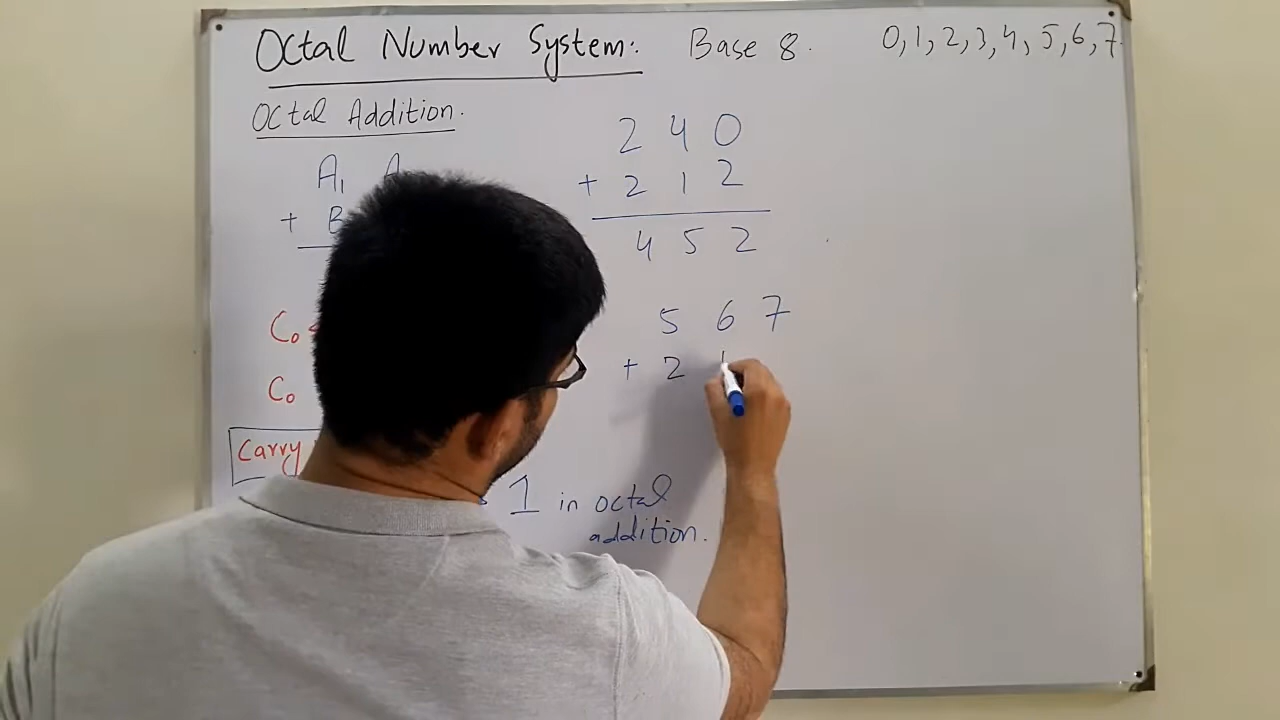 Octal Number System:. Base 8. 0,1,2,3,4,5,6,7.
Octal Addition.
A₁
+ B
2 4 0
+ 2 1 2
4 5 2
C₀
C₀
Carry
5 6 7
+ 2
1 in octal
addition.